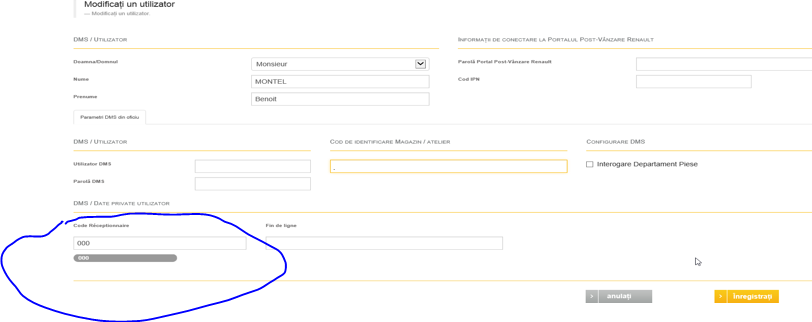 Modificați un utilizator
— Modificați un utilizator
DMS / Utilizator
Informații de conectare la Portalul Post-Vânzare Renault
Doamna/Domnul
Monsieur
Parolă Portal Post-Vânzare Renault
Nume
MONTEL
Cod IPN
Prenume
Benoit
Parametri DMS din oficiu
DMS / Utilizator
Cod de identificare Magazin / atelier
Configurare DMS
Utilizator DMS
-
Interogare Departament Piese
Parolă DMS
DMS / Date private utilizator
Code Réceptionnaire
Fin de ligne
000
000
> anulați
> Înregistrați